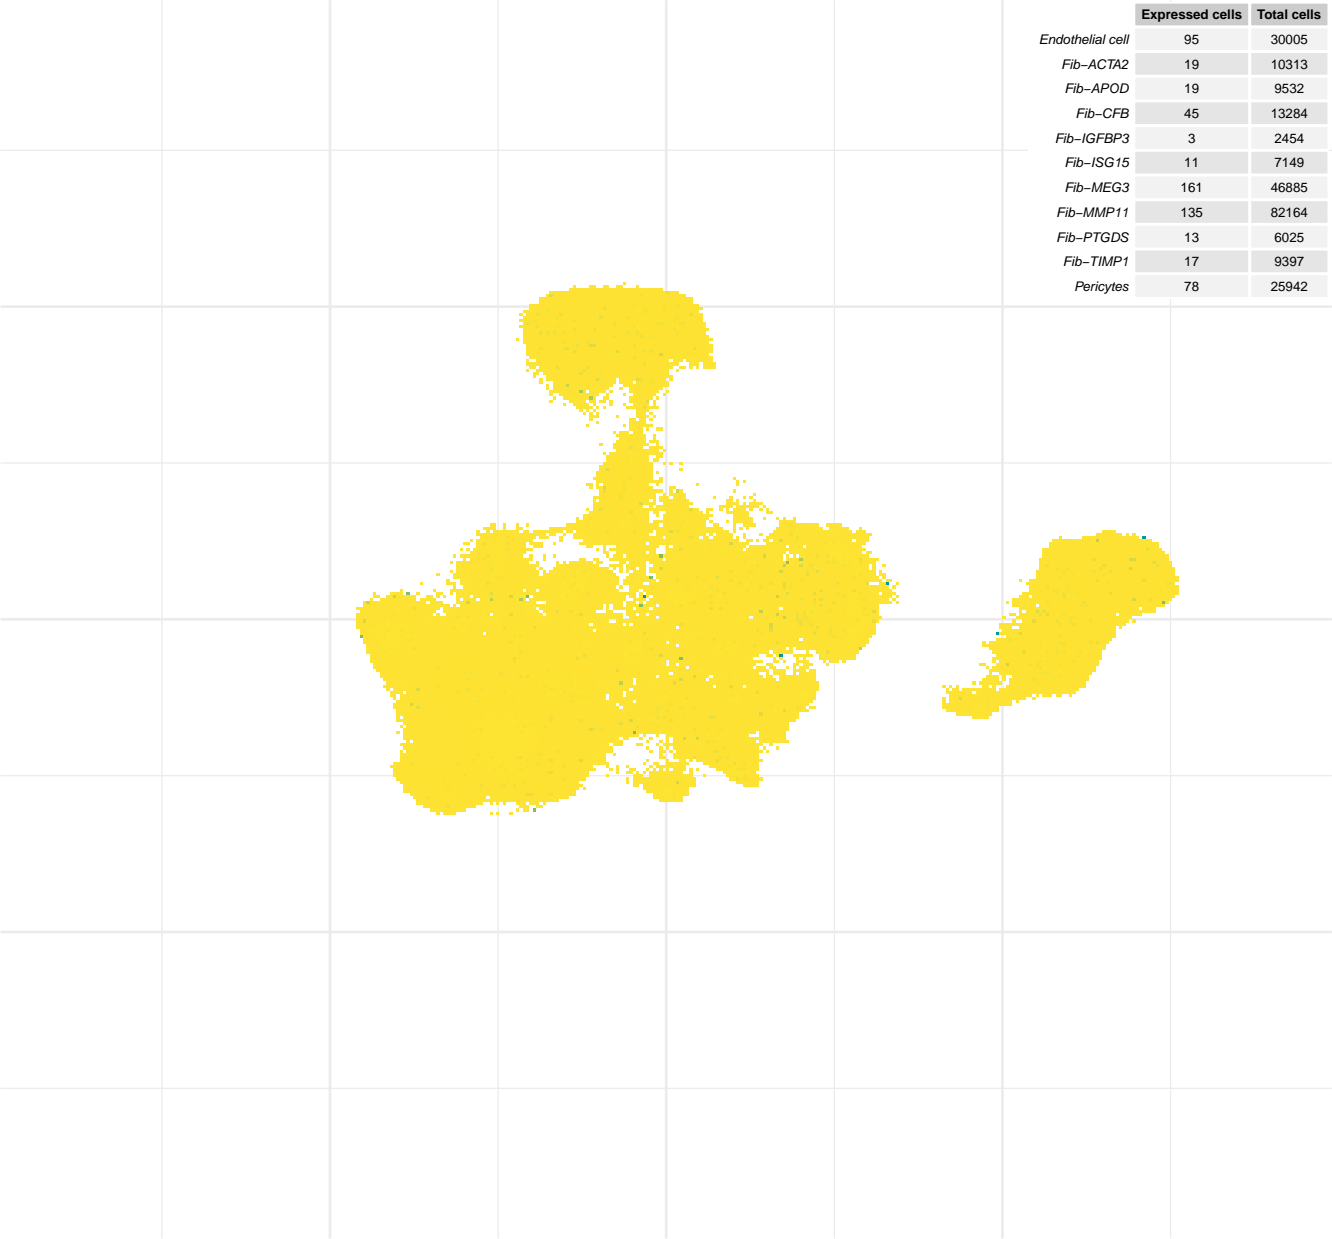 Expressed cells Total cells
Endothelial cell 95 30005
Fib−ACTA2 19 10313
Fib−APOD 19 9532
Fib−CFB 45 13284
Fib−IGFBP3 3 2454
Fib−ISG15 11 7149
Fib−MEG3 161 46885
Fib−MMP11 135 82164
Fib−PTGDS 13 6025
Fib−TIMP1 17 9397
Pericytes 78 25942